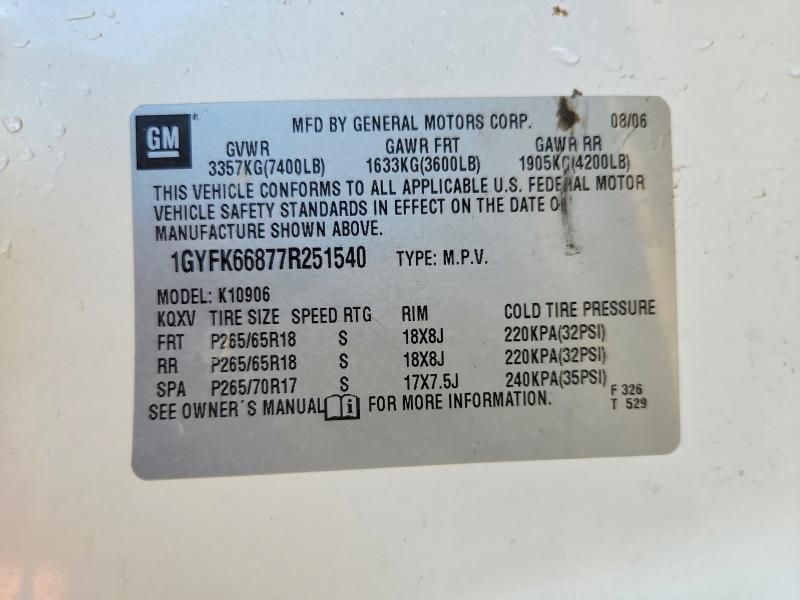 GM ® MFD BY GENERAL MOTORS CORP. 08/06
GVWR GAWR FRT GAWR RR
3357KG(7400LB) 1633KG(3600LB) 1905KG(4200LB)
THIS VEHICLE CONFORMS TO ALL APPLICABLE U.S. FEDERAL MOTOR
VEHICLE SAFETY STANDARDS IN EFFECT ON THE DATE OF
MANUFACTURE SHOWN ABOVE.
1GYFK66877R251540 TYPE: M.P.V.
MODEL: K10906
KQXV TIRE SIZE SPEED RTG RIM COLD TIRE PRESSURE
FRT P265/65R18 S 18X8J 220KPA(32PSI)
RR P265/65R18 S 18X8J 220KPA(32PSI)
SPA P265/70R17 S 17X7.5J 240KPA(35PSI)
SEE OWNER´S MANUAL i FOR MORE INFORMATION.
F 326
T 529